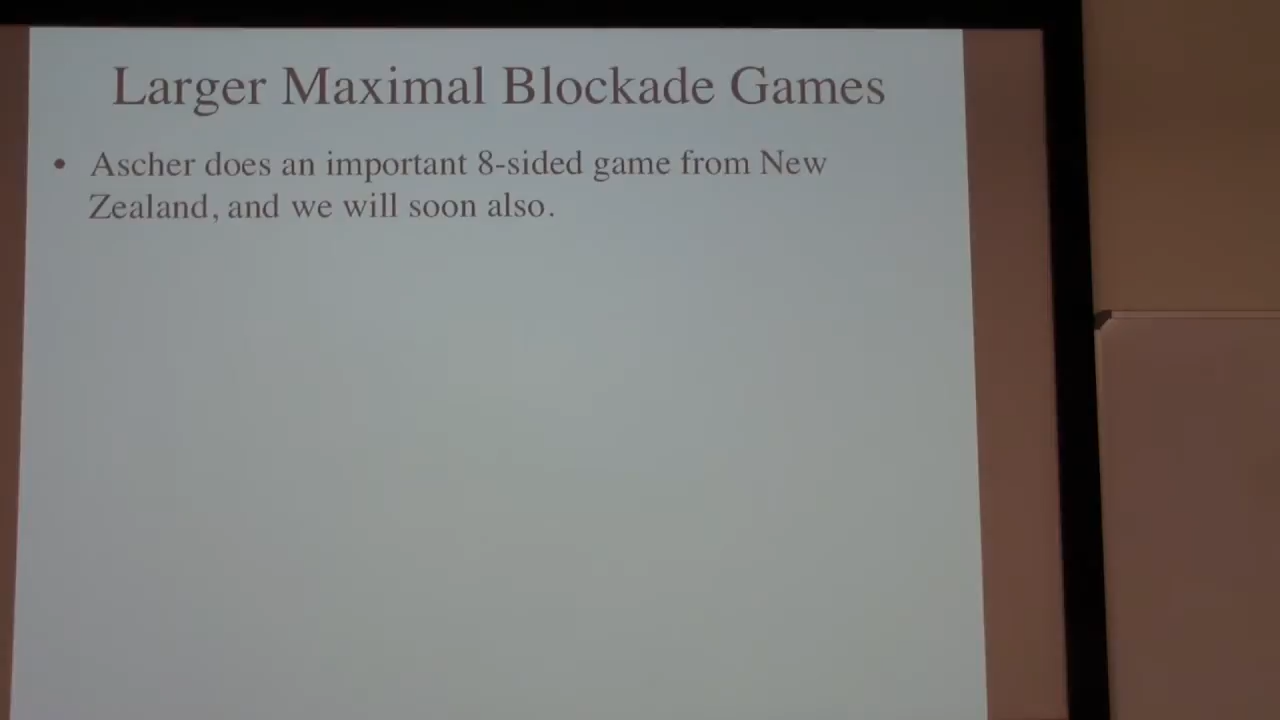 Larger Maximal Blockade Games
• Ascher does an important 8-sided game from New
Zealand, and we will soon also.